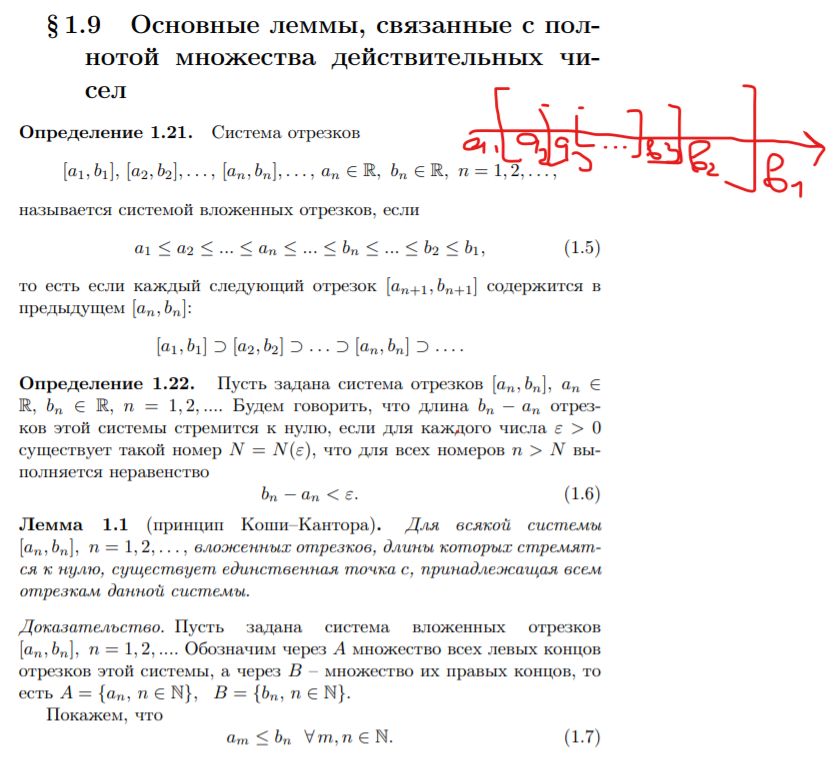 § 1.9 Основные леммы, связанные с пол-
нотой множества действительных чи-
сел
Определение 1.21. Система отрезков
[a₁, b₁], [a₂, b₂], . . . , [aₙ, bₙ], . . . , aₙ ∈ ℝ, bₙ ∈ ℝ, n = 1, 2, . . . ,
a₁ [a₂ [a₃ ... ] b₃ ] b₂ ] b₁
называется системой вложенных отрезков, если
a₁ ≤ a₂ ≤ ... ≤ aₙ ≤ ... ≤ bₙ ≤ ... ≤ b₂ ≤ b₁, (1.5)
то есть если каждый следующий отрезок [aₙ₊₁, bₙ₊₁] содержится в
предыдущем [aₙ, bₙ]:
[a₁, b₁] ⊃ [a₂, b₂] ⊃ . . . ⊃ [aₙ, bₙ] ⊃ . . . .
Определение 1.22. Пусть задана система отрезков [aₙ, bₙ], aₙ ∈
ℝ, bₙ ∈ ℝ, n = 1, 2, .... Будем говорить, что длина bₙ − aₙ отрез-
ков этой системы стремится к нулю, если для каждого числа ε > 0
существует такой номер N = N(ε), что для всех номеров n > N вы-
полняется неравенство
bₙ − aₙ < ε. (1.6)
Лемма 1.1 (принцип Коши–Кантора). Для всякой системы
[aₙ, bₙ], n = 1, 2, . . . , вложенных отрезков, длины которых стремят-
ся к нулю, существует единственная точка c, принадлежащая всем
отрезкам данной системы.
Доказательство. Пусть задана система вложенных отрезков
[aₙ, bₙ], n = 1, 2, .... Обозначим через A множество всех левых концов
отрезков этой системы, а через B – множество их правых концов, то
есть A = {aₙ, n ∈ ℕ}, B = {bₙ, n ∈ ℕ}.
Покажем, что
aₘ ≤ bₙ ∀ m, n ∈ ℕ. (1.7)